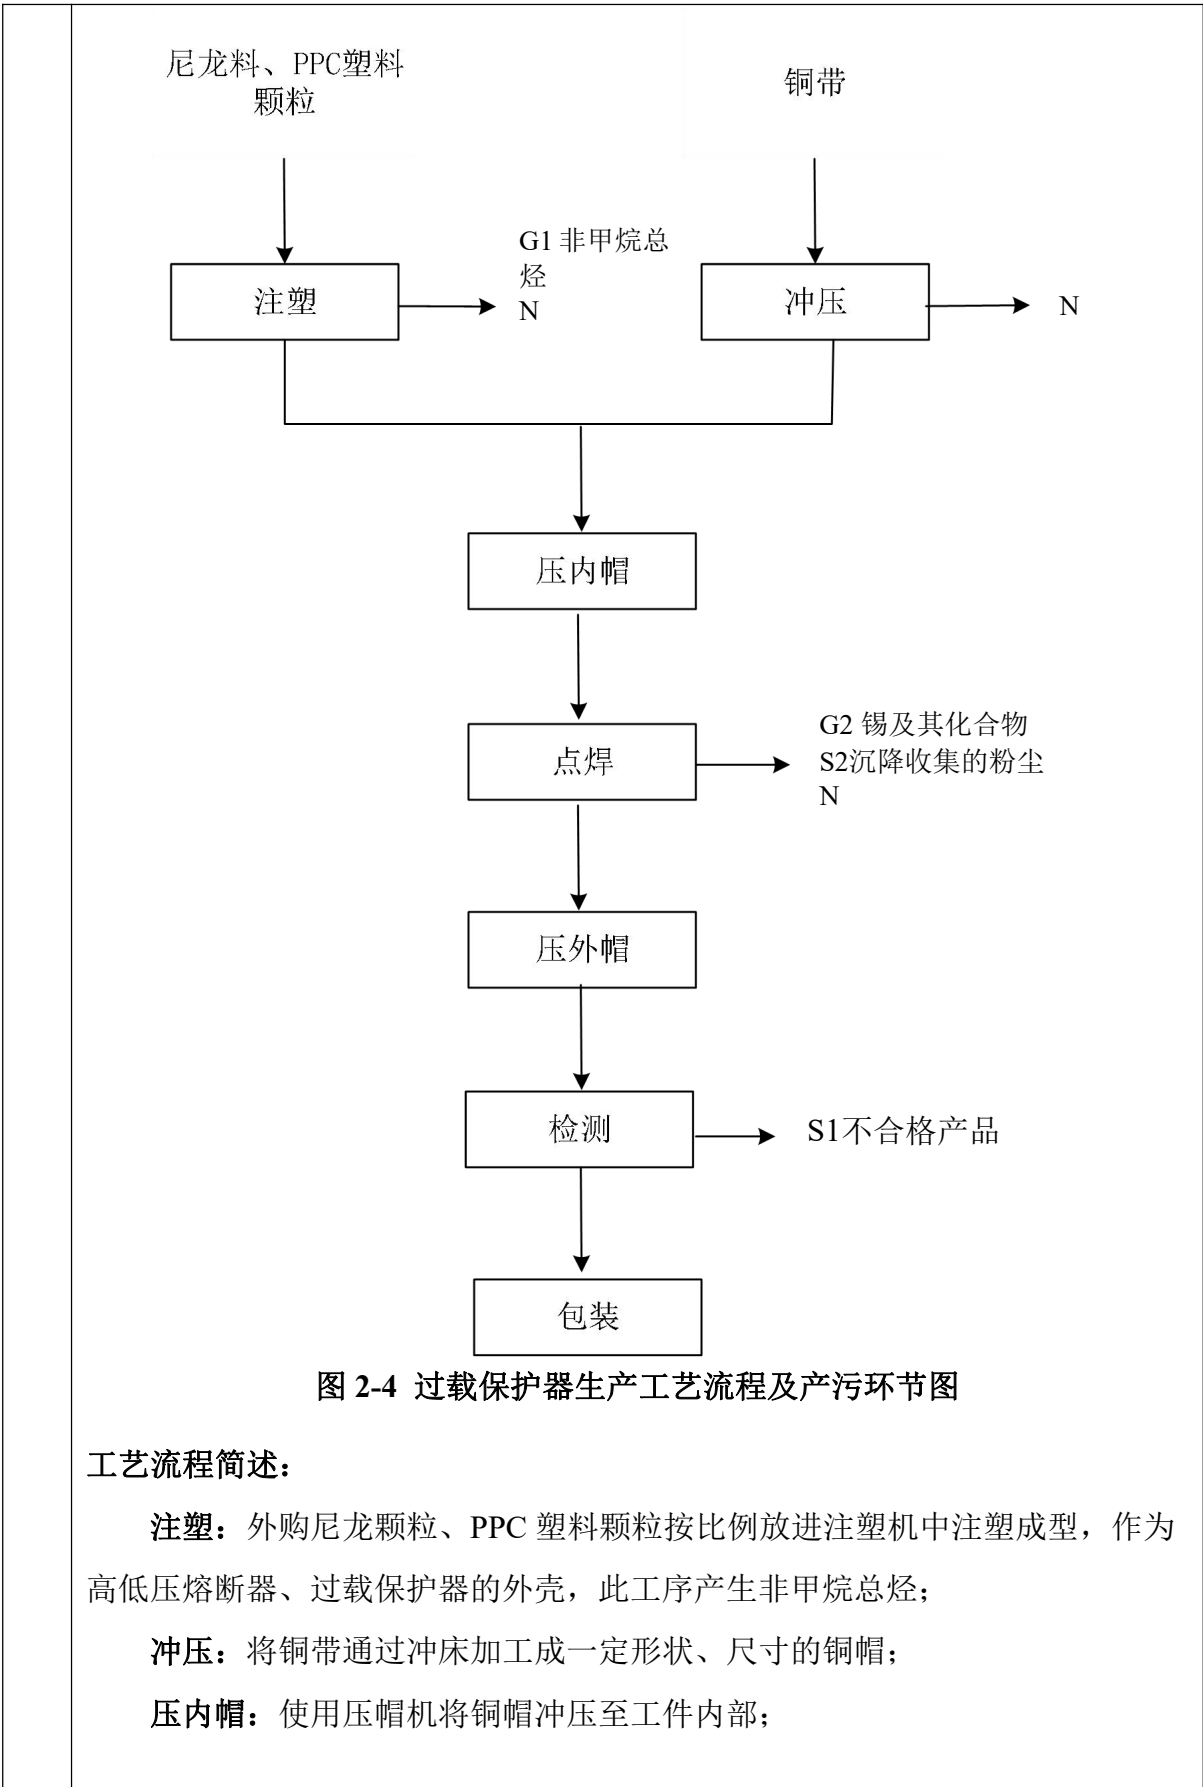 尼龙料、PPC塑料
颗粒
铜带
G1 非甲烷总
烃
N
注塑
冲压
N
压内帽
点焊
G2 锡及其化合物
S2沉降收集的粉尘
N
压外帽
检测
S1不合格产品
包装
图 2-4 过载保护器生产工艺流程及产污环节图
工艺流程简述：
注塑：外购尼龙颗粒、PPC 塑料颗粒按比例放进注塑机中注塑成型，作为
高低压熔断器、过载保护器的外壳，此工序产生非甲烷总烃；
冲压：将铜带通过冲床加工成一定形状、尺寸的铜帽；
压内帽：使用压帽机将铜帽冲压至工件内部；